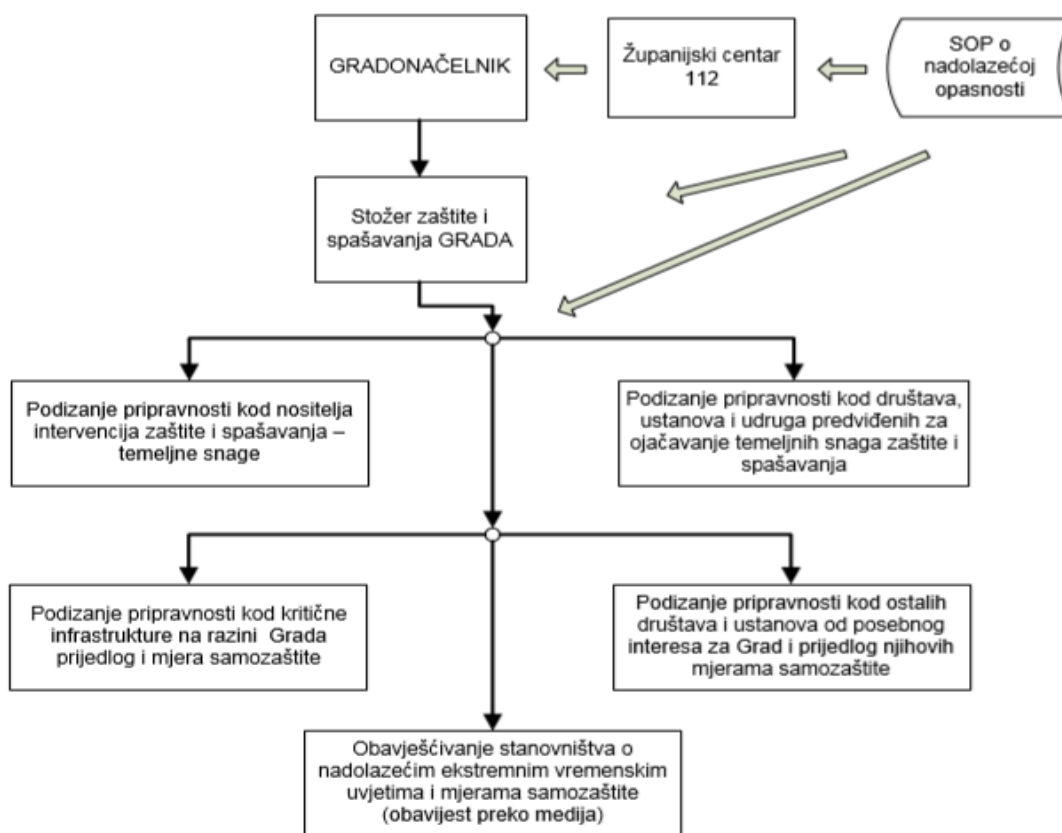 GRADONAČELNIK
Županijski centar
112
SOP o
nadolazećoj
opasnosti
Stožer zaštite i
spašavanja GRADA
Podizanje pripravnosti kod nositelja
intervencija zaštite i spašavanja –
temeljne snage
Podizanje pripravnosti kod društava,
ustanova i udruga predviđenih za
ojačavanje temeljnih snaga zaštite i
spašavanja
Podizanje pripravnosti kod kritične
infrastrukture na razini Grada
prijedlog i mjera samozaštite
Podizanje pripravnosti kod ostalih
društava i ustanova od posebnog
interesa za Grad i prijedlog njihovih
mjerama samozaštite
Obavješćivanje stanovništva o
nadolazećim ekstremnim vremenskim
uvjetima i mjerama samozaštite
(obavijest preko medija)